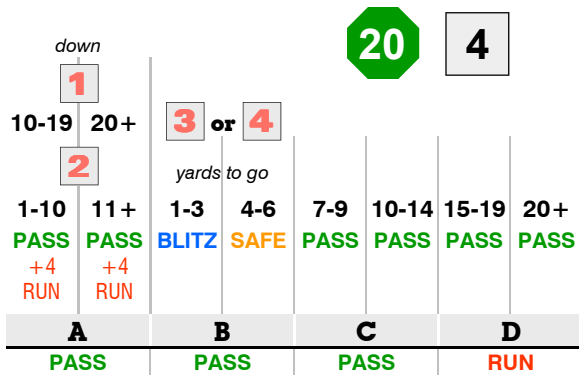 20 4
down
1
10-19 20+ 3 or 4
2 yards to go
1-10 11+ 1-3 4-6 7-9 10-14 15-19 20+
PASS PASS BLITZ SAFE PASS PASS PASS PASS
+4 +4
RUN RUN
A B C D
PASS PASS PASS RUN